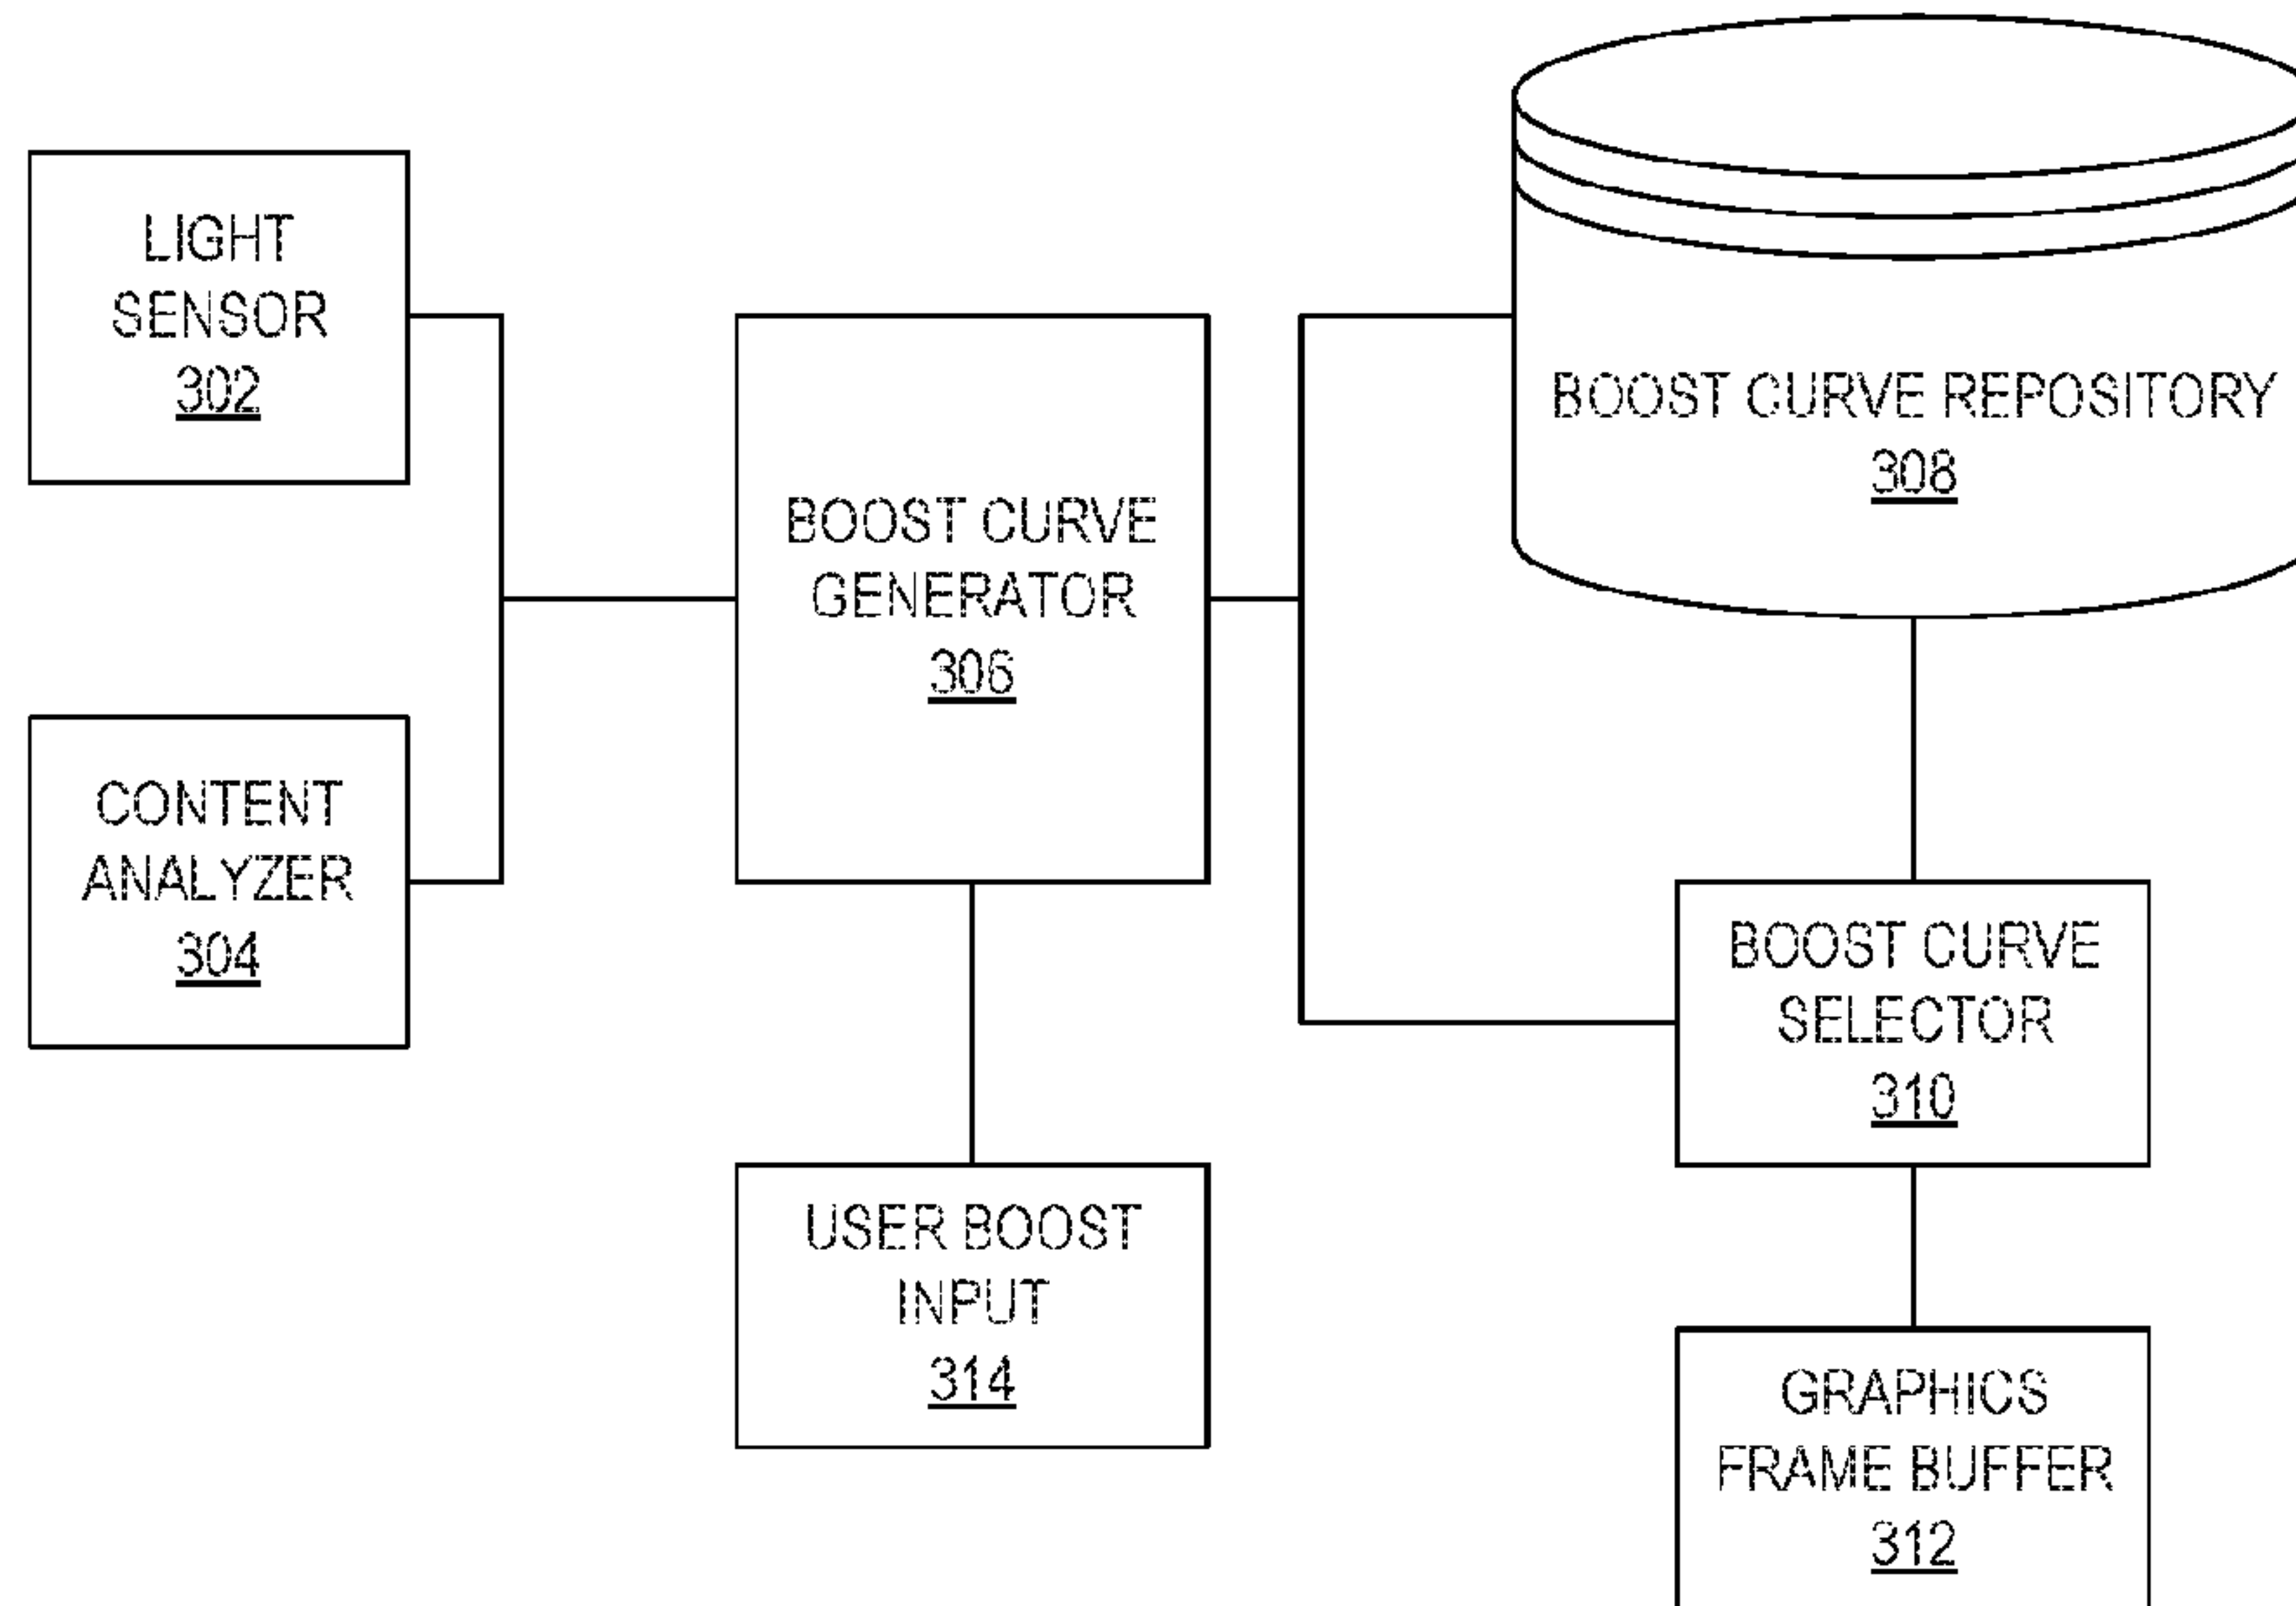 LIGHT
SENSOR
302
CONTENT
ANALYZER
304
BOOST CURVE
GENERATOR
306
USER BOOST
INPUT
314
BOOST CURVE REPOSITORY
308
BOOST CURVE
SELECTOR
310
GRAPHICS
FRAME BUFFER
312